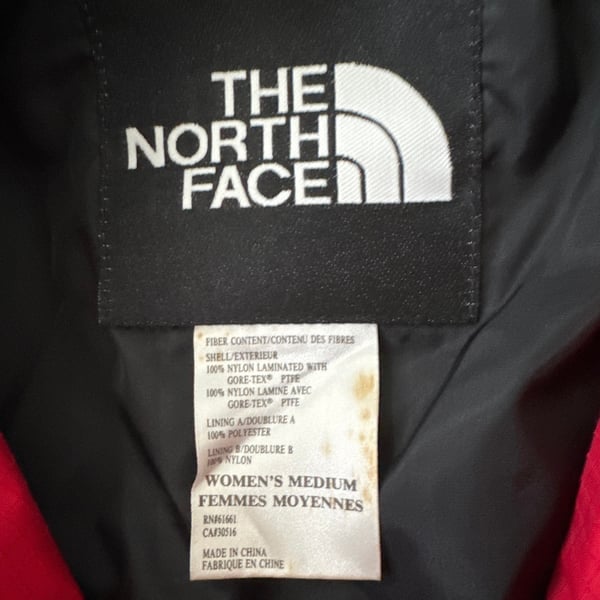 THE
NORTH
FACE
FIBER CONTENT/CONTENU DES FIBRES
SHELL/EXTERIEUR
100% NYLON LAMINATED WITH
GORE-TEX® PTFE
100% NYLON LAMINE AVEC
GORE-TEX® PTFE
LINING A/DOUBLURE A
100% POLYESTER
LINING B/DOUBLURE B
100% NYLON
WOMEN'S MEDIUM
FEMMES MOYENNES
RN#61661
CA#30516
MADE IN CHINA
FABRIQUE EN CHINE